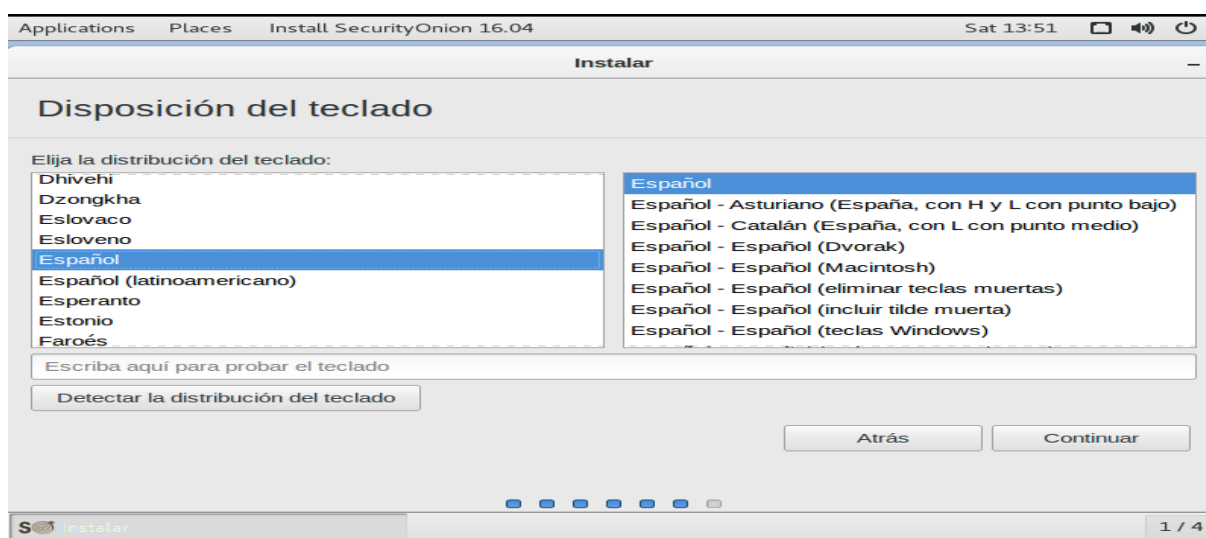 Applications Places Install SecurityOnion 16.04 Sat 13:51
Instalar
Disposición del teclado
Elija la distribución del teclado:
Dhivehi
Dzongkha
Eslovaco
Esloveno
Español
Español (latinoamericano)
Esperanto
Estonio
Faroés
Español
Español - Asturiano (España, con H y L con punto bajo)
Español - Catalán (España, con L con punto medio)
Español - Español (Dvorak)
Español - Español (Macintosh)
Español - Español (eliminar teclas muertas)
Español - Español (incluir tilde muerta)
Español - Español (teclas Windows)
Escriba aquí para probar el teclado
Detectar la distribución del teclado
Atrás Continuar
S Instalar 1 / 4